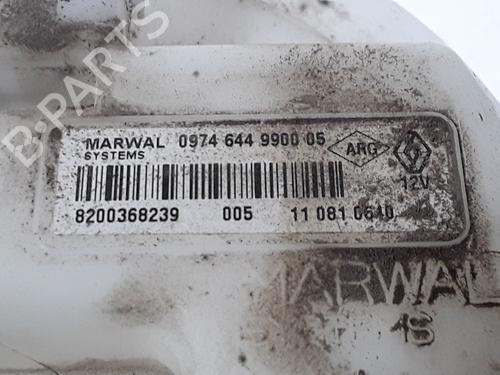 MARWAL 0974 644 9900 05
SYSTEMS
ARG
12V
8200368239 005 11 081 0640
MARWAL
B-PARTS